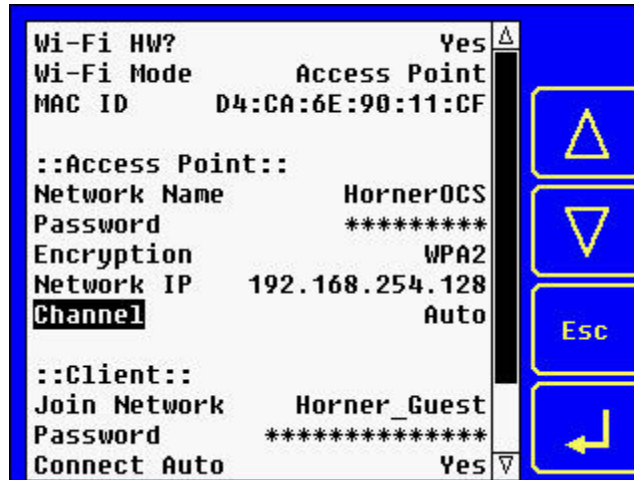 Wi-Fi HW? Yes
Wi-Fi Mode Access Point
MAC ID D4:CA:6E:90:11:CF
::Access Point::
Network Name HornerOCS
Password *********
Encryption WPA2
Network IP 192.168.254.128
Channel Auto
::Client::
Join Network Horner_Guest
Password **************
Connect Auto Yes
Esc